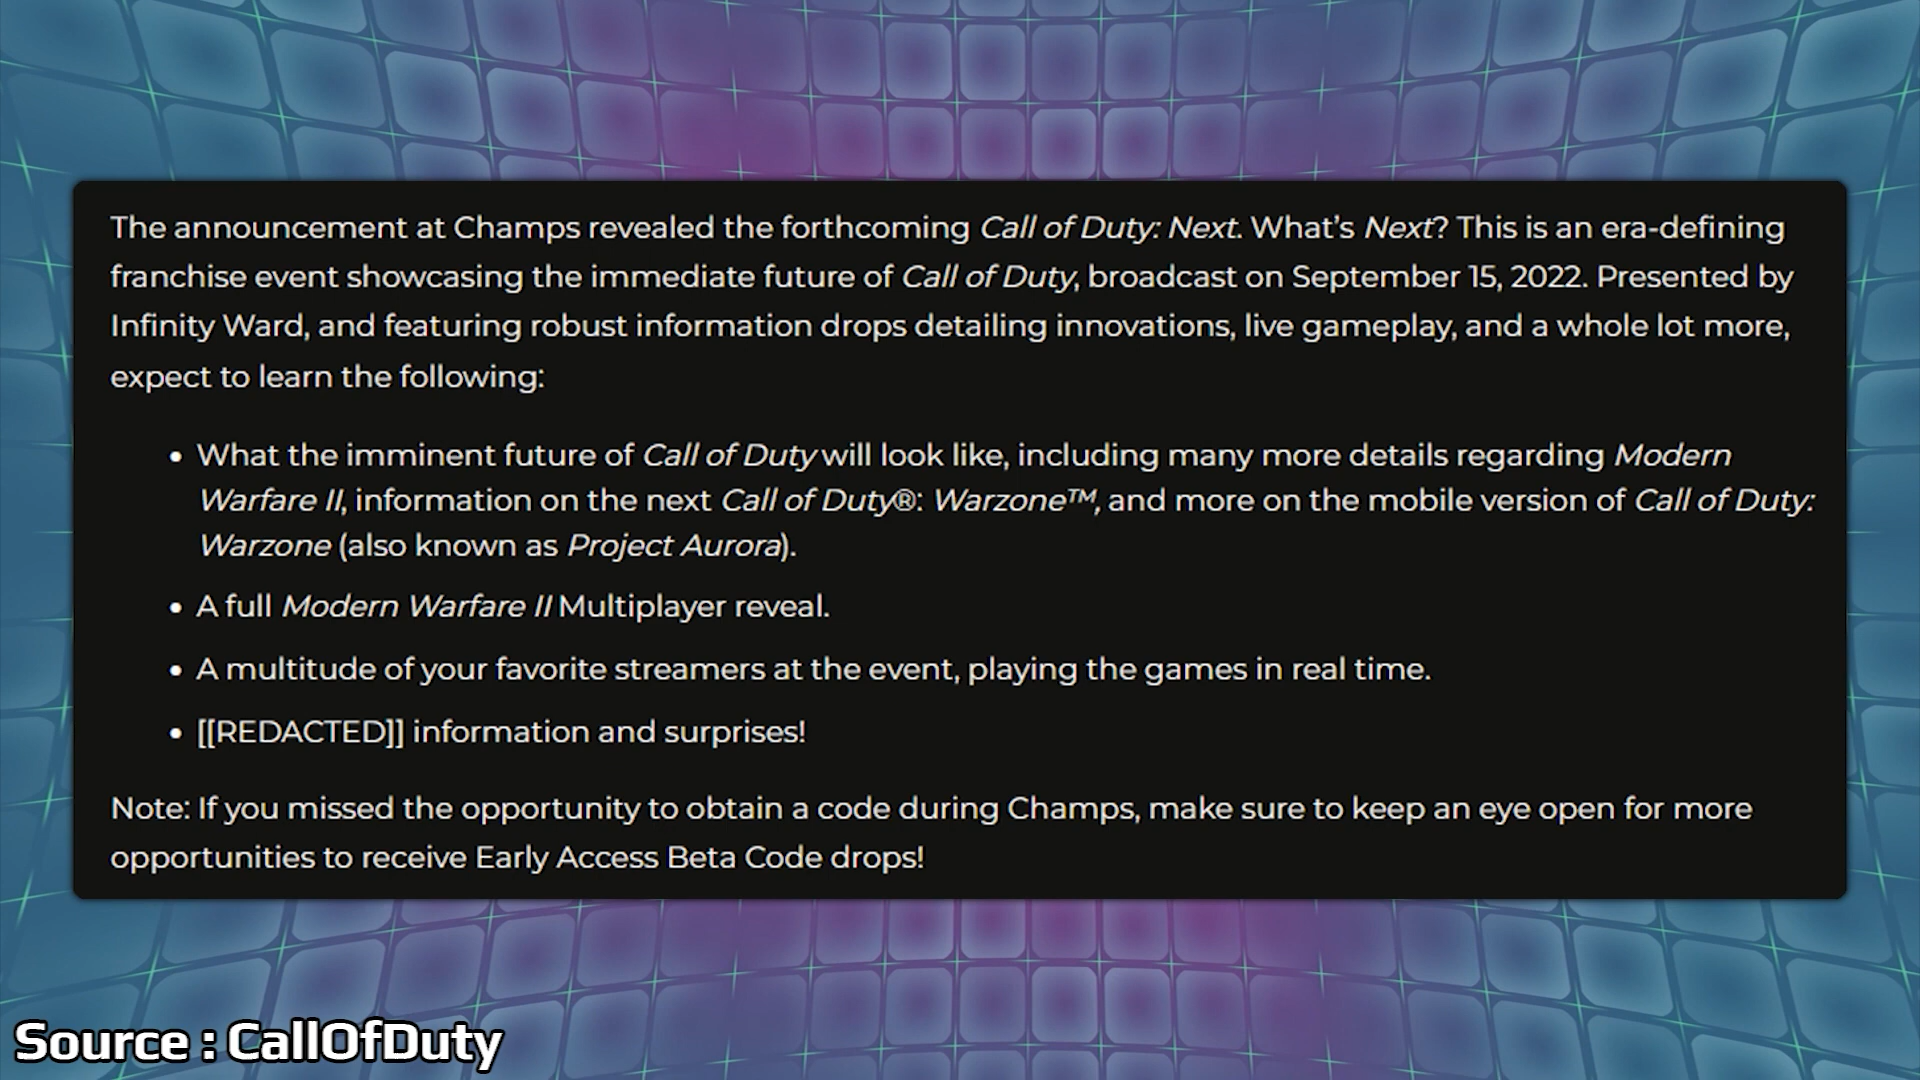 The announcement at Champs revealed the forthcoming Call of Duty: Next. What's Next? This is an era-defining
franchise event showcasing the immediate future of Call of Duty, broadcast on September 15, 2022. Presented by
Infinity Ward, and featuring robust information drops detailing innovations, live gameplay, and a whole lot more,
expect to learn the following:
• What the imminent future of Call of Duty will look like, including many more details regarding Modern
Warfare II, information on the next Call of Duty®: Warzone™, and more on the mobile version of Call of Duty:
Warzone (also known as Project Aurora).
• A full Modern Warfare II Multiplayer reveal.
• A multitude of your favorite streamers at the event, playing the games in real time.
• [[REDACTED]] information and surprises!
Note: If you missed the opportunity to obtain a code during Champs, make sure to keep an eye open for more
opportunities to receive Early Access Beta Code drops!
Source : CallOfDuty